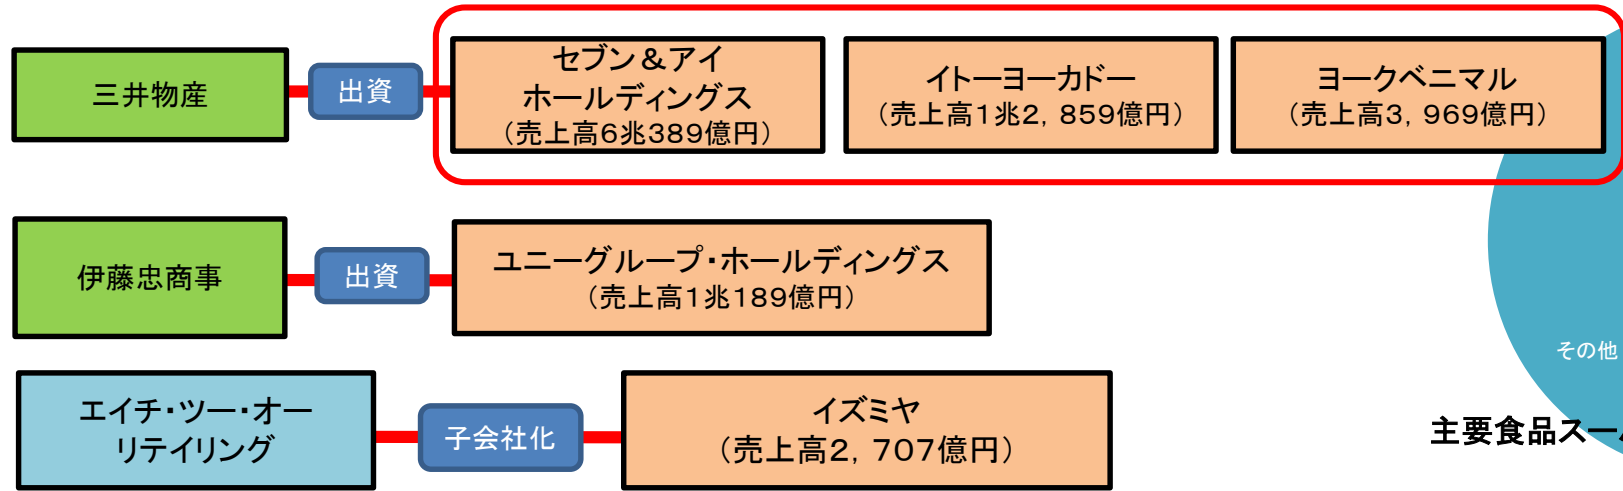 三井物産
出資
セブン&アイ
ホールディングス
(売上高6兆389億円)
イトーヨーカドー
(売上高1兆2,859億円)
ヨークベニマル
(売上高3,969億円)
伊藤忠商事
出資
ユニーグループ・ホールディングス
(売上高1兆189億円)
その他
エイチ・ツー・オー
リテイリング
子会社化
イズミヤ
(売上高2,707億円)
主要食品スー